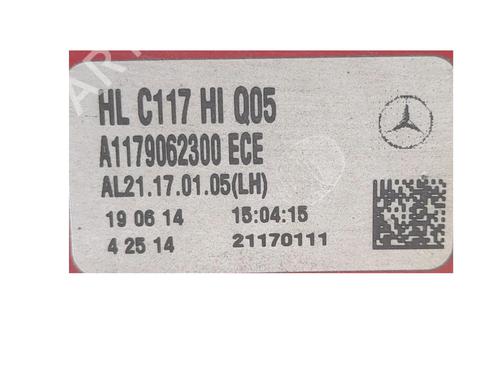 HL C117 HI Q05
A1179062300 ECE
AL21.17.01.05(LH)
19 06 14 15:04:15
4 25 14 21170111